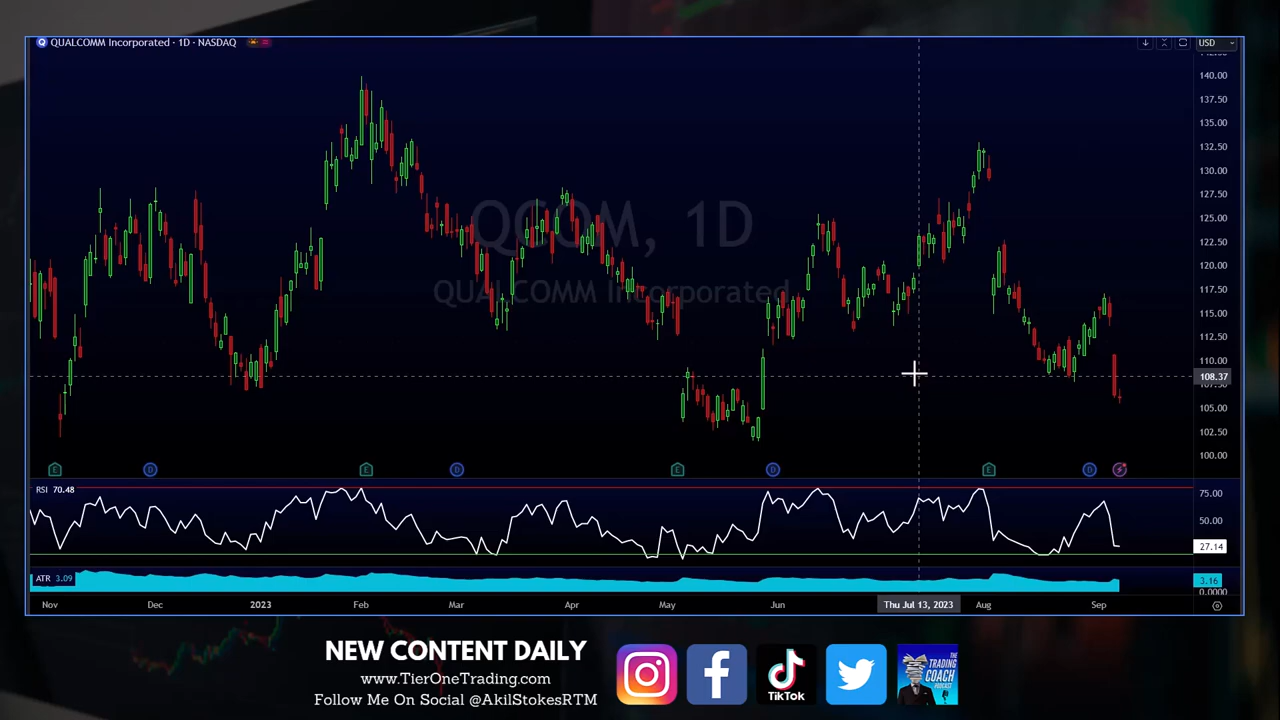 QUALCOMM Incorporated · 1D · NASDAQ
USD
140.00
137.50
135.00
132.50
130.00
127.50
125.00
122.50
120.00
117.50
115.00
112.50
110.00
108.37
105.00
102.50
100.00
QCOM, 1D
QUALCOMM Incorporated
E D E D E D E D
RSI 70.48
75.00
50.00
27.14
ATR 3.09
3.16
0.0000
Nov Dec 2023 Feb Mar Apr May Jun Thu Jul 13, 2023 Aug Sep
NEW CONTENT DAILY
www.TierOneTrading.com
Follow Me On Social @AkilStokesRTM
TikTok
THE
TRADING
COACH
PODCAST